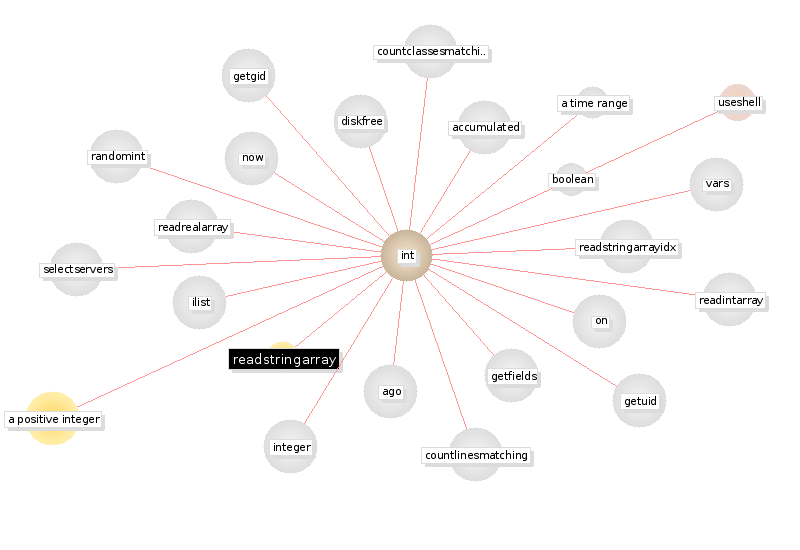 countclassesmatchi..
getgid
a time range
useshell
diskfree
accumulated
randomint
now
boolean
vars
readrealarray
readstringarrayidx
int
selectservers
ilist
readintarray
on
readstringarray
getfields
ago
getuid
a positive integer
integer
countlinesmatching